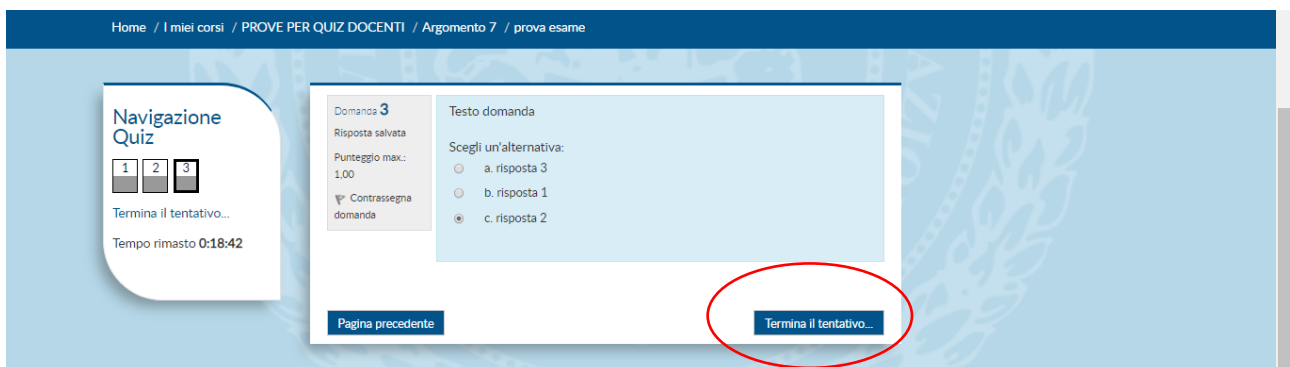 Home / I miei corsi / PROVE PER QUIZ DOCENTI / Argomento 7 / prova esame
Navigazione
Quiz
1 2 3
Termina il tentativo...
Tempo rimasto 0:18:42
Domanda 3
Risposta salvata
Punteggio max.:
1,00
Contrassegna
domanda
Testo domanda
Scegli un'alternativa:
a. risposta 3
b. risposta 1
c. risposta 2
Pagina precedente
Termina il tentativo...